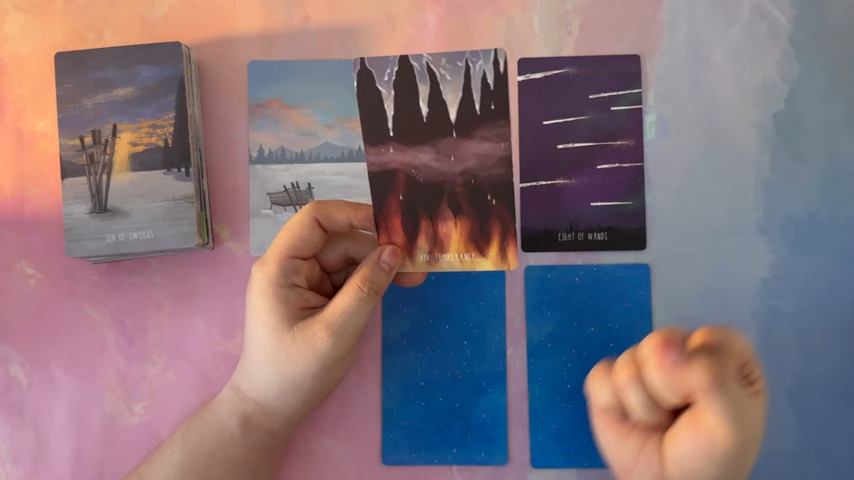 SIX OF SWORDS
XIV TEMPERANCE
EIGHT OF WANDS